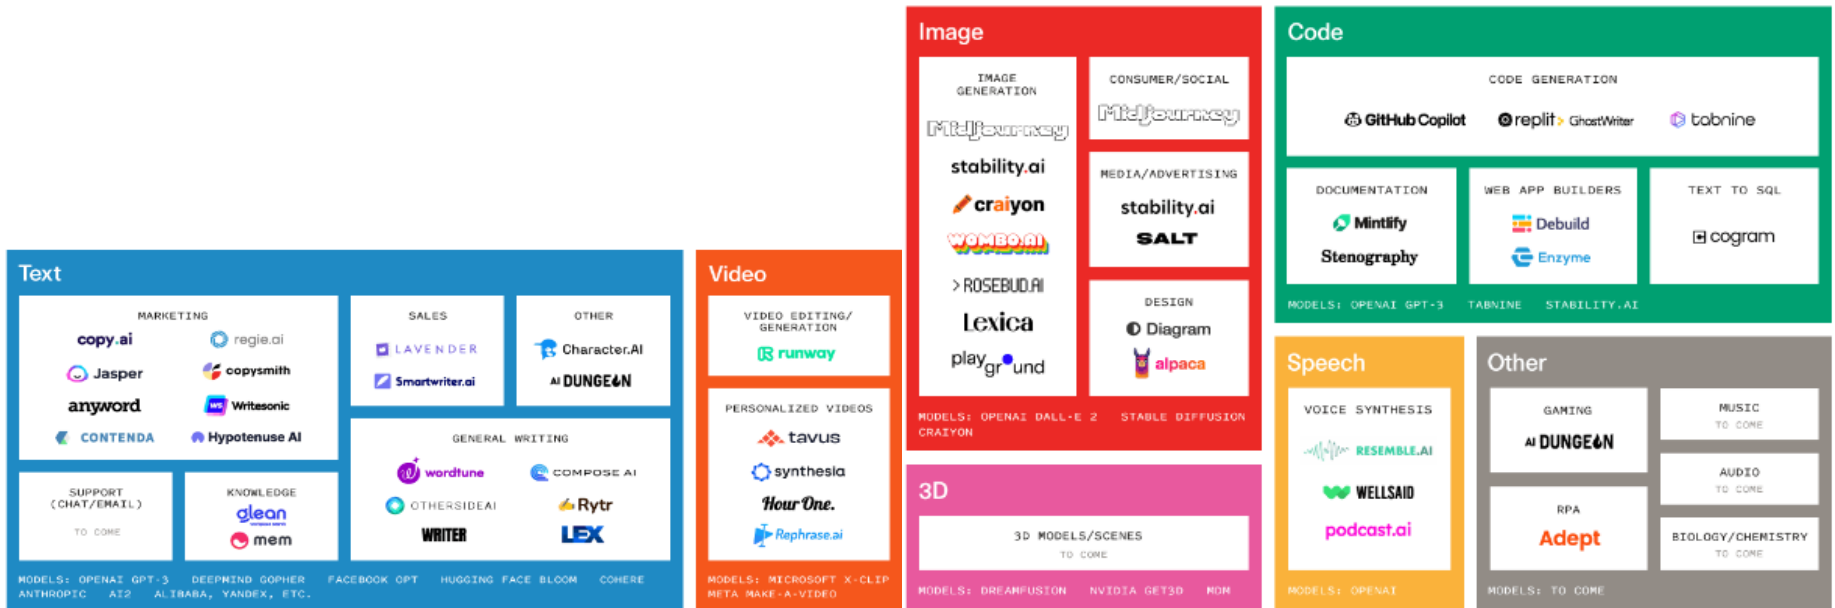 Text
MARKETING
copy.ai
regie.ai
Jasper
copysmith
anyword
Writesonic
CONTENDA
Hypotenuse AI
SALES
LAVENDER
Smartwriter.ai
OTHER
Character.AI
AI DUNGEON
SUPPORT
(CHAT/EMAIL)
TO COME
KNOWLEDGE
glean
mem
GENERAL WRITING
wordtune
COMPOSE AI
OTHERSIDEAI
Rytr
WRITER
LEX
MODELS: OPENAI GPT-3 DEEPMIND GOPHER FACEBOOK OPT HUGGING FACE BLOOM COHERE
ANTHROPIC AI2 ALIBABA, YANDEX, ETC.
Video
VIDEO EDITING/
GENERATION
runway
PERSONALIZED VIDEOS
tavus
synthesia
Hour One.
Rephrase.ai
MODELS: MICROSOFT X-CLIP
META MAKE-A-VIDEO
Image
IMAGE
GENERATION
Midjourney
stability.ai
craiyon
WOMBO.AI
ROSEBUD.AI
Lexica
playground
CONSUMER/SOCIAL
Midjourney
MEDIA/ADVERTISING
stability.ai
SALT
DESIGN
Diagram
alpaca
MODELS: OPENAI DALL-E 2 STABLE DIFFUSION
CRAIYON
3D
3D MODELS/SCENES
TO COME
MODELS: DREAMFUSION NVIDIA GET3D MDM
Code
CODE GENERATION
GitHub Copilot
replit GhostWriter
tabnine
DOCUMENTATION
Mintlify
Stenography
WEB APP BUILDERS
Debuild
Enzyme
TEXT TO SQL
cogram
MODELS: OPENAI GPT-3 TABNINE STABILITY.AI
Speech
VOICE SYNTHESIS
RESEMBLE.AI
WELLSAID
podcast.ai
MODELS: OPENAI
Other
GAMING
AI DUNGEON
RPA
Adept
MUSIC
TO COME
AUDIO
TO COME
BIOLOGY/CHEMISTRY
TO COME
MODELS: TO COME